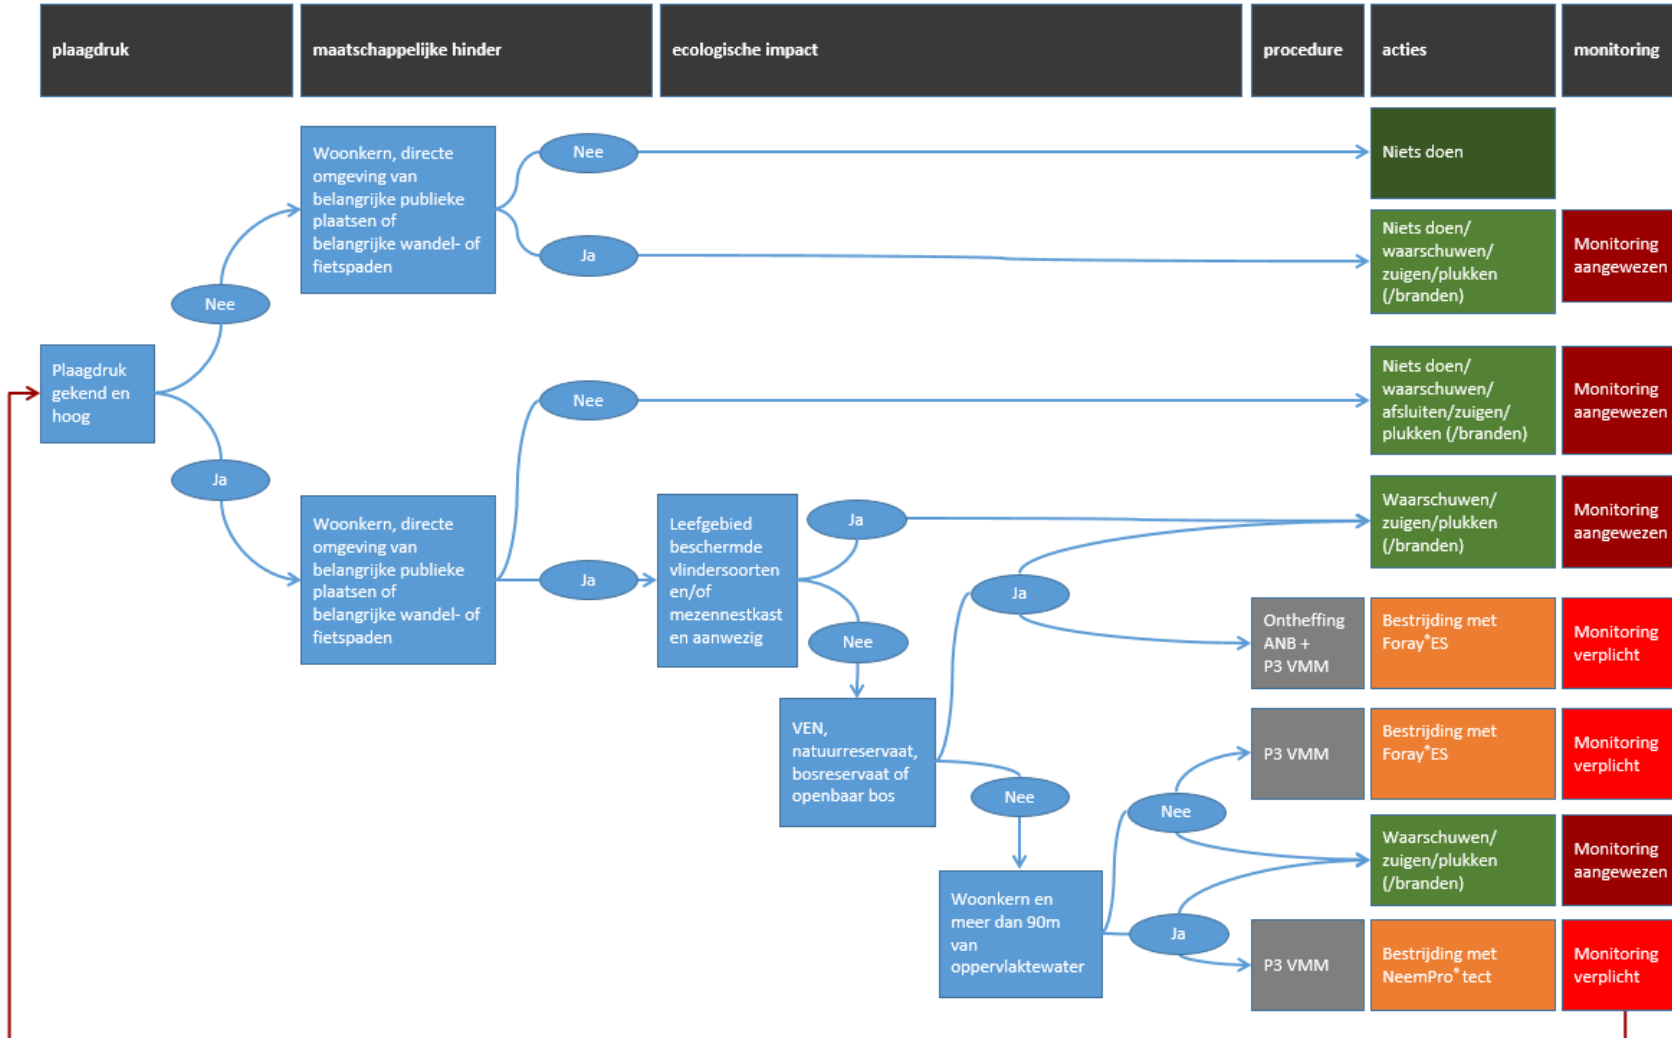 plaagdruk
maatschappelijke hinder
ecologische impact
procedure
acties
monitoring
Woonkern, directe
omgeving van
belangrijke publieke
plaatsen of
belangrijke wandel- of
fietspaden
Nee
Niets doen
Ja
Niets doen/
waarschuwen/
zuigen/plukken
(/branden)
Monitoring
aangewezen
Nee
Plaagdruk
gekend en
hoog
Nee
Niets doen/
waarschuwen/
afsluiten/zuigen/
plukken (/branden)
Monitoring
aangewezen
Ja
Woonkern, directe
omgeving van
belangrijke publieke
plaatsen of
belangrijke wandel- of
fietspaden
Ja
Leefgebied
beschermde
vlindersoorten
en/of
mezennestkast
en aanwezig
Ja
Waarschuwen/
zuigen/plukken
(/branden)
Monitoring
aangewezen
Nee
Ja
Ontheffing
ANB +
P3 VMM
Bestrijding met
Foray®ES
Monitoring
verplicht
VEN,
natuurreservaat,
bosreservaat of
openbaar bos
Nee
Nee
P3 VMM
Bestrijding met
Foray®ES
Monitoring
verplicht
Waarschuwen/
zuigen/plukken
(/branden)
Monitoring
aangewezen
Woonkern en
meer dan 90m
van
oppervlaktewater
Ja
P3 VMM
Bestrijding met
NeemPro®tect
Monitoring
verplicht